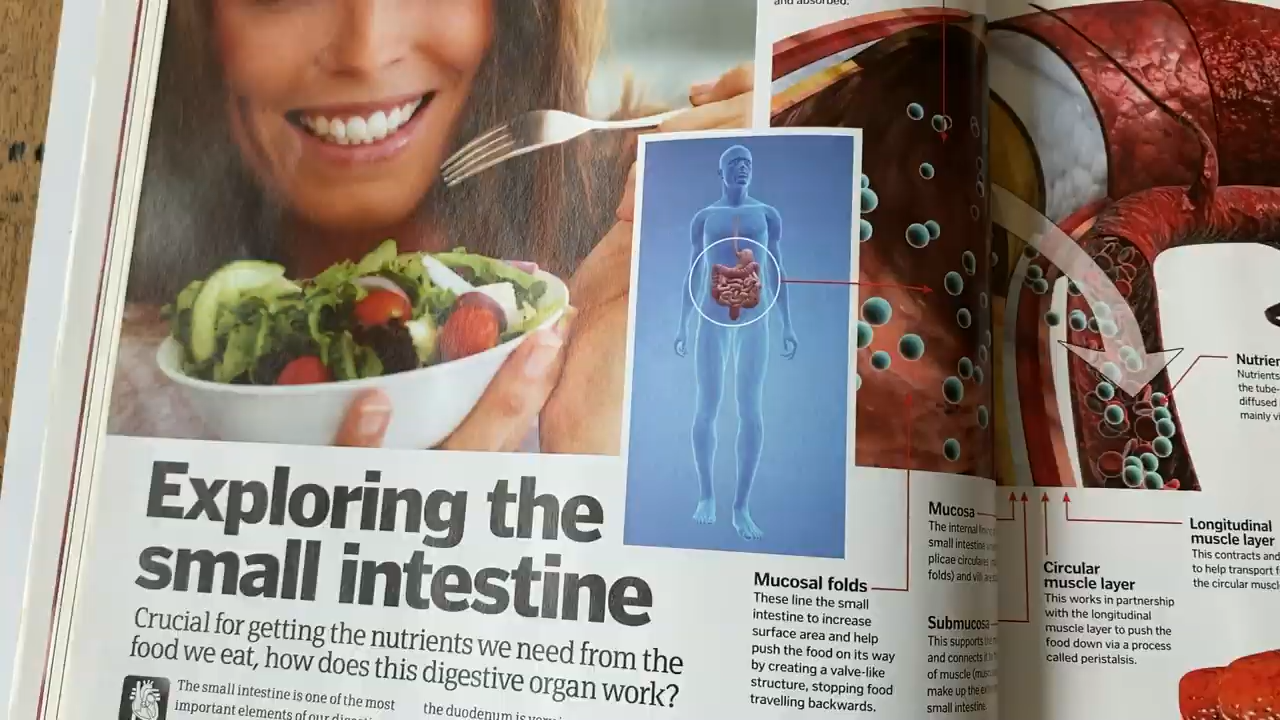 and absorbed.
Exploring the
small intestine
Crucial for getting the nutrients we need from the
food we eat, how does this digestive organ work?
The small intestine is one of the most
important elements of our
the duodenum is
Mucosal folds
These line the small
intestine to increase
surface area and help
push the food on its way
by creating a valve-like
structure, stopping food
travelling backwards.
Mucosa
The internal
small intestine
plicae
folds) and
Submucosa
This supports the
and connects it
of muscle
make up the
small intestine.
Circular
muscle layer
This works in partnership
with the longitudinal
muscle layer to push the
food down via a process
called peristalsis.
Longitudinal
muscle layer
This contracts and
to help transport
the circular
Nutrients
the tube-
diffused
mainly